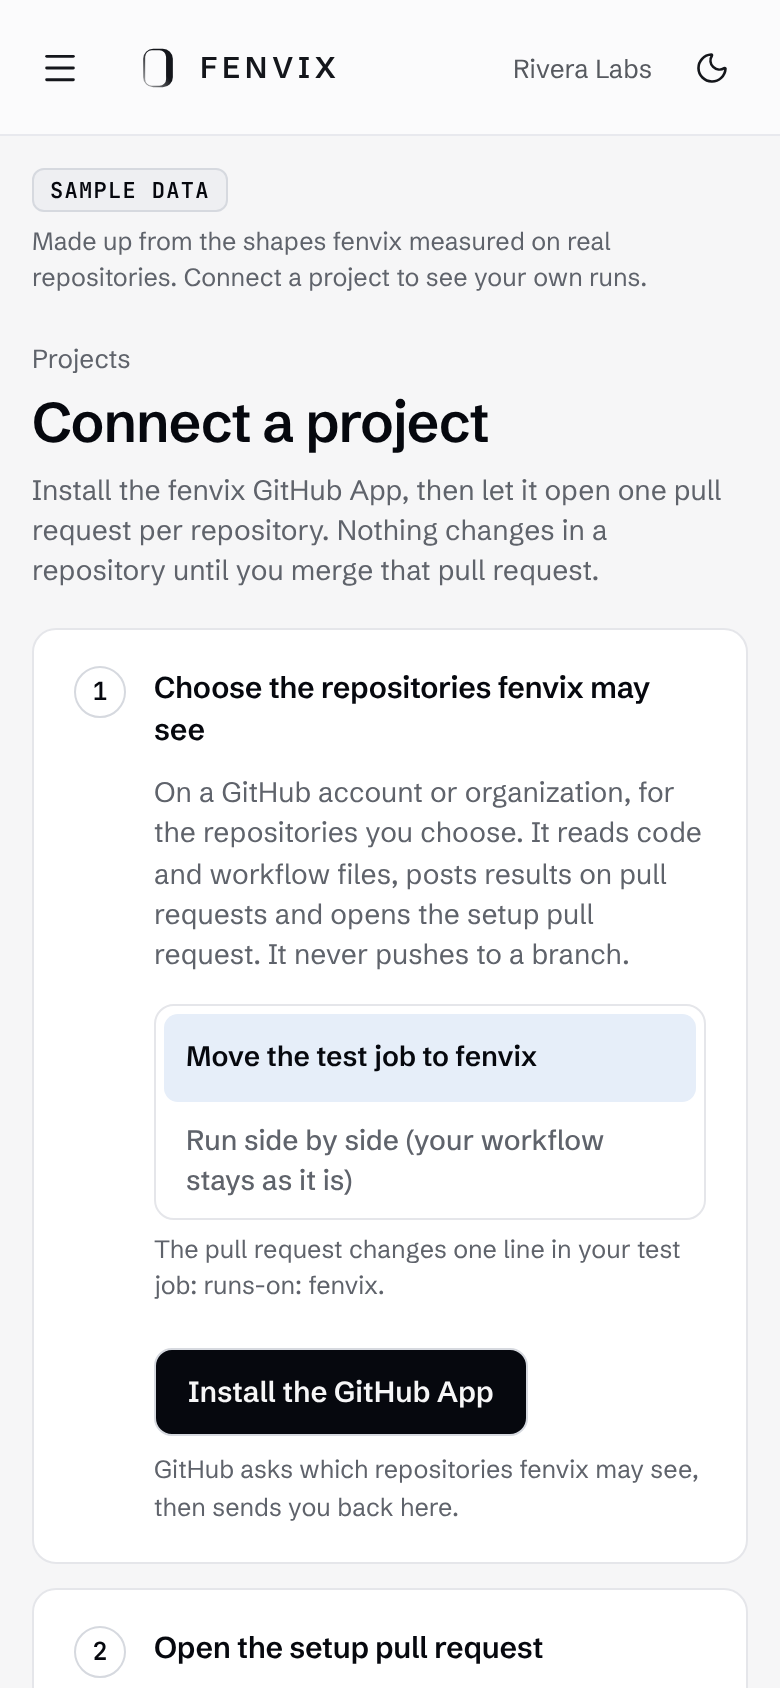 FENVIX
Rivera Labs
SAMPLE DATA
Made up from the shapes fenvix measured on real
repositories. Connect a project to see your own runs.
Projects
Connect a project
Install the fenvix GitHub App, then let it open one pull
request per repository. Nothing changes in a
repository until you merge that pull request.
1
Choose the repositories fenvix may
see
On a GitHub account or organization, for
the repositories you choose. It reads code
and workflow files, posts results on pull
requests and opens the setup pull
request. It never pushes to a branch.
Move the test job to fenvix
Run side by side (your workflow
stays as it is)
The pull request changes one line in your test
job: runs-on: fenvix.
Install the GitHub App
GitHub asks which repositories fenvix may see,
then sends you back here.
2
Open the setup pull request